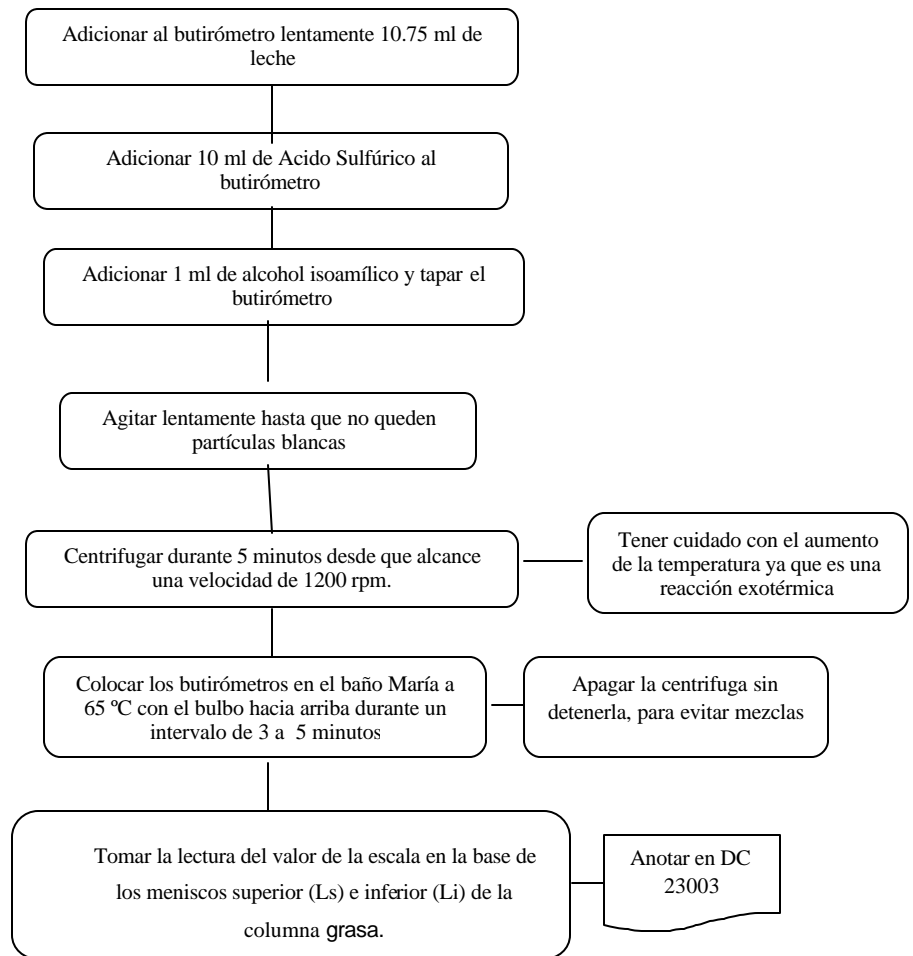 Adicionar al butirómetro lentamente 10.75 ml de
leche
Adicionar 10 ml de Acido Sulfúrico al
butirómetro
Adicionar 1 ml de alcohol isoamílico y tapar el
butirómetro
Agitar lentamente hasta que no queden
partículas blancas
Centrifugar durante 5 minutos desde que alcance
una velocidad de 1200 rpm.
Tener cuidado con el aumento
de la temperatura ya que es una
reacción exotérmica
Colocar los butirómetros en el baño María a
65 ºC con el bulbo hacia arriba durante un
intervalo de 3 a 5 minutos
Apagar la centrifuga sin
detenerla, para evitar mezclas
Tomar la lectura del valor de la escala en la base de
los meniscos superior (Ls) e inferior (Li) de la
columna grasa.
Anotar en DC
23003